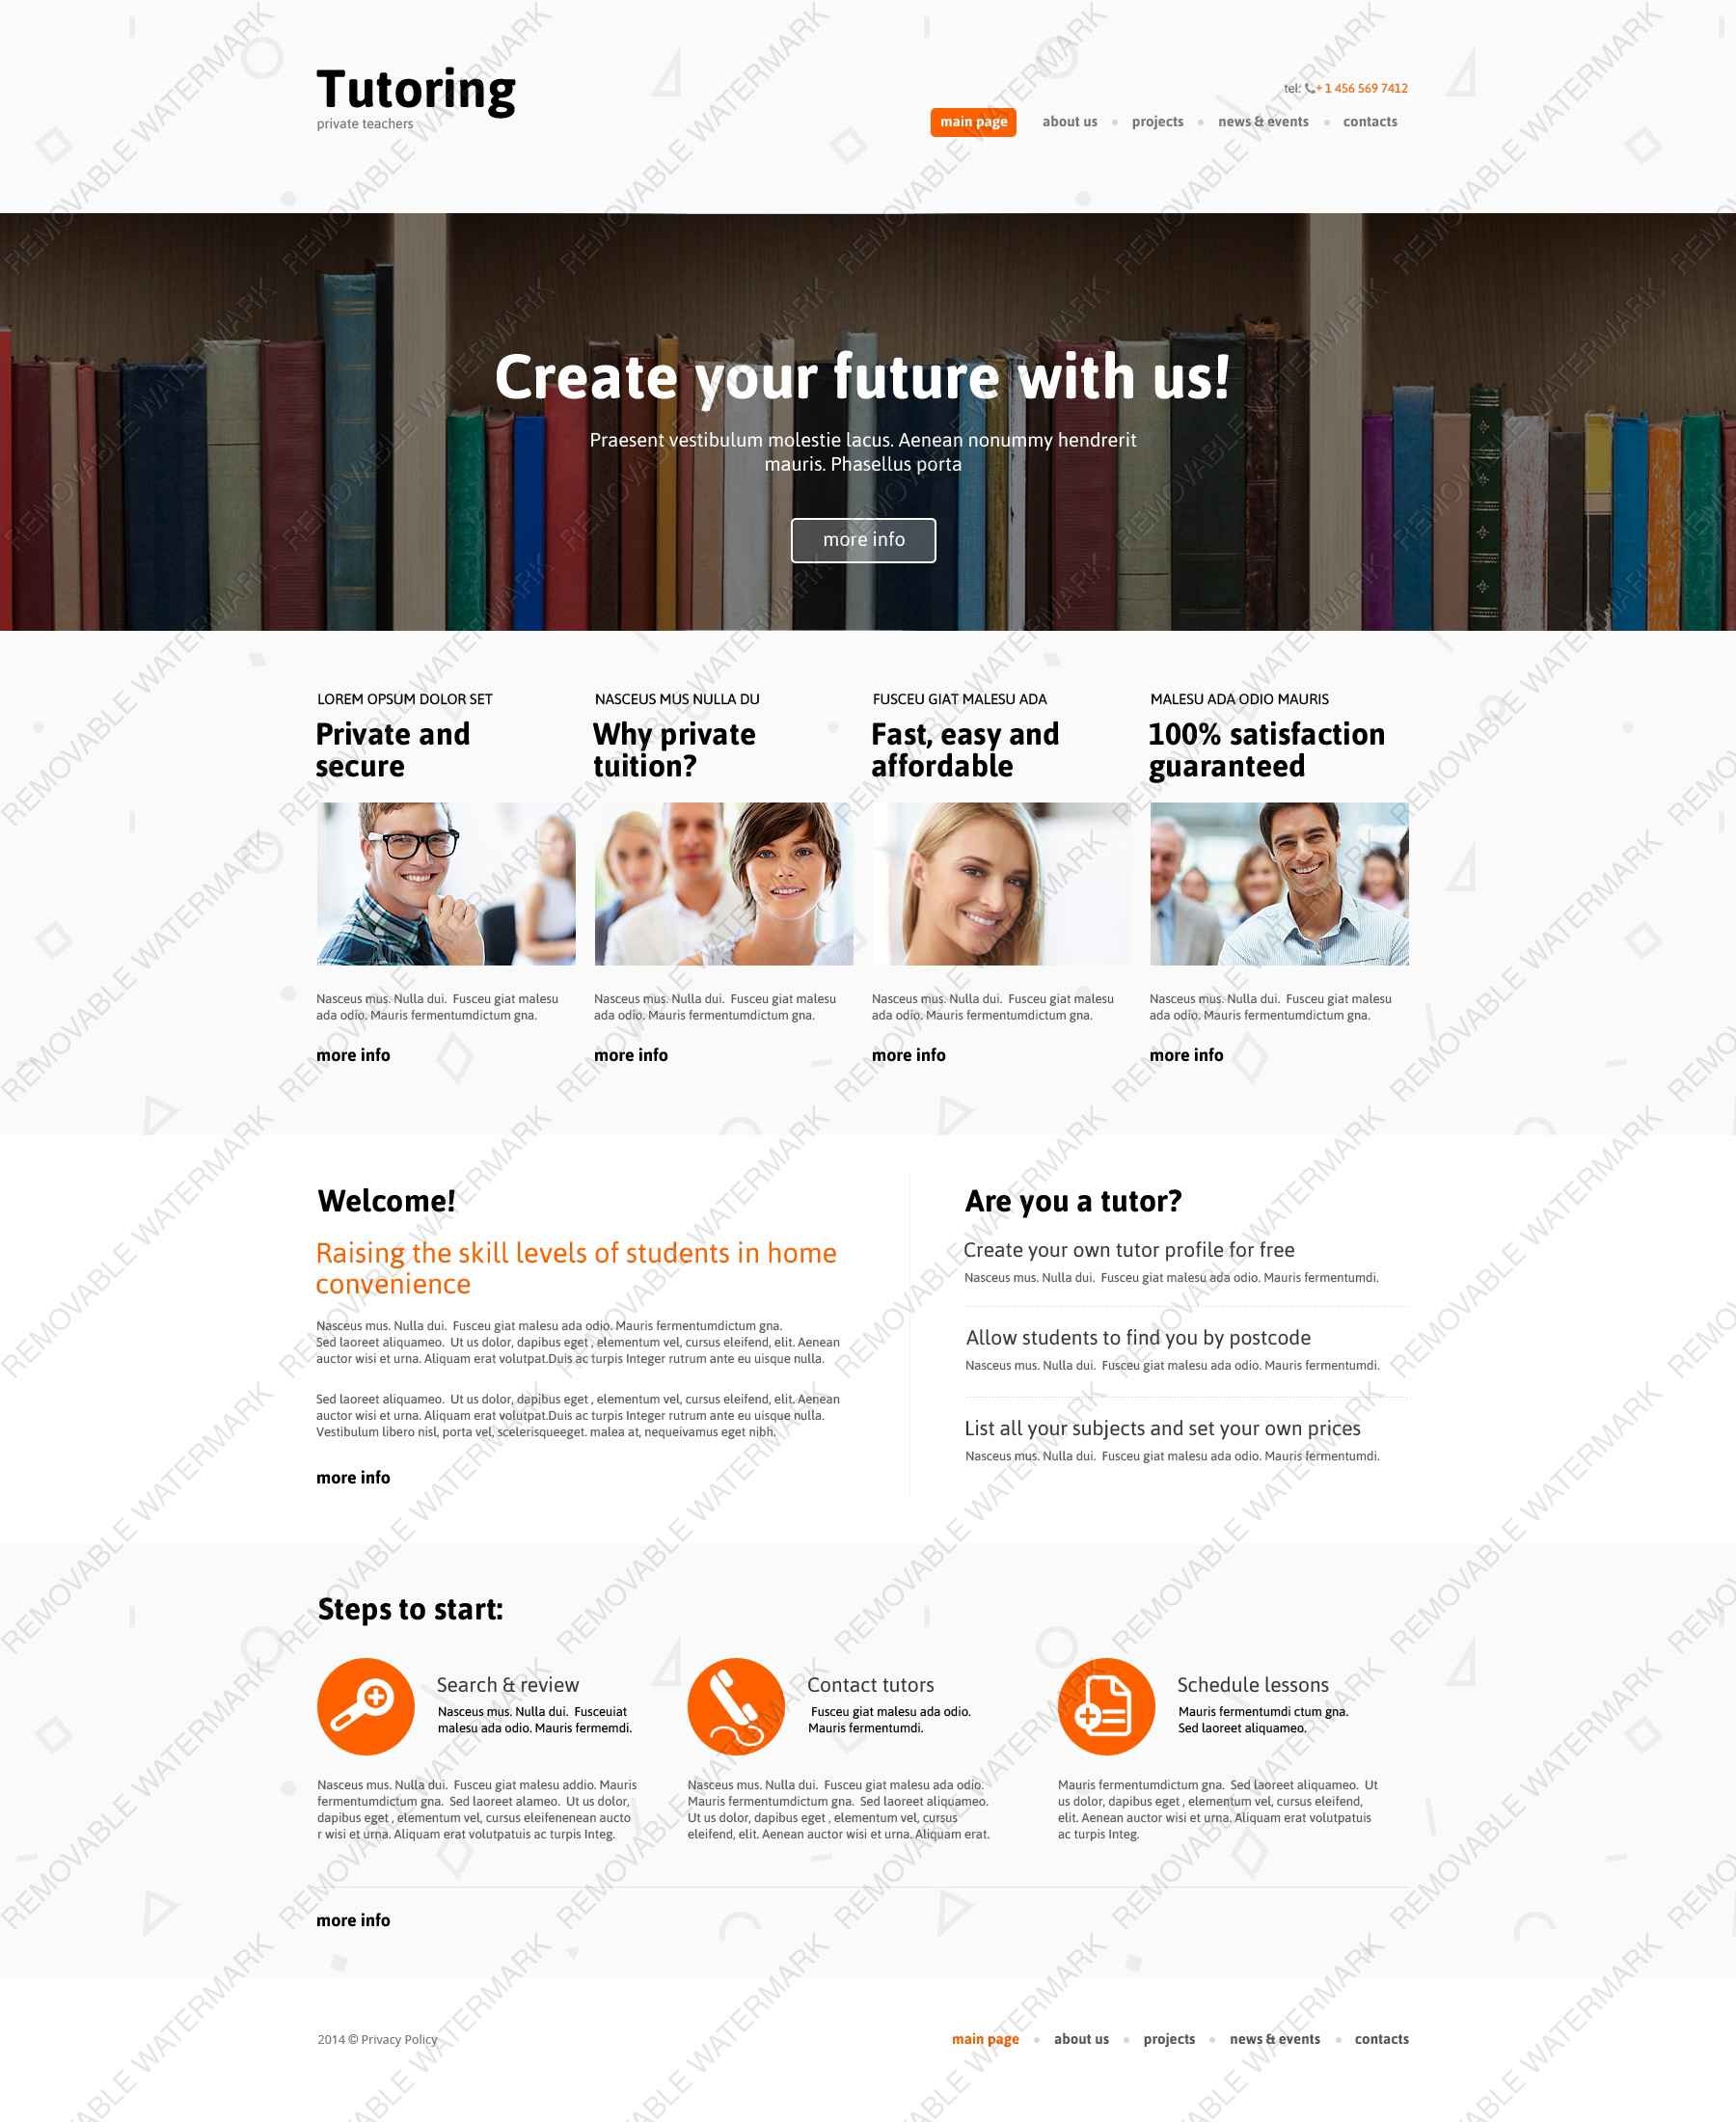 Tutoring
private teachers
tel: + 1 456 569 7412
main page about us projects news & events contacts
Create your future with us!
Praesent vestibulum molestie lacus. Aenean nonummy hendrerit
mauris. Phasellus porta
more info
LOREM OPSUM DOLOR SET
Private and
secure
Nasceus mus. Nulla dui. Fusceu giat malesu
ada odio. Mauris fermentumdictum gna.
more info
NASCEUS MUS NULLA DU
Why private
tuition?
Nasceus mus. Nulla dui. Fusceu giat malesu
ada odio. Mauris fermentumdictum gna.
more info
FUSCEU GIAT MALESU ADA
Fast, easy and
affordable
Nasceus mus. Nulla dui. Fusceu giat malesu
ada odio. Mauris fermentumdictum gna.
more info
MALESU ADA ODIO MAURIS
100% satisfaction
guaranteed
Nasceus mus. Nulla dui. Fusceu giat malesu
ada odio. Mauris fermentumdictum gna.
more info
Welcome!
Raising the skill levels of students in home
convenience
Nasceus mus. Nulla dui. Fusceu giat malesu ada odio. Mauris fermentumdictum gna.
Sed laoreet aliquameo. Ut us dolor, dapibus eget , elementum vel, cursus eleifend, elit. Aenean
auctor wisi et urna. Aliquam erat volutpat.Duis ac turpis Integer rutrum ante eu uisque nulla.
Sed laoreet aliquameo. Ut us dolor, dapibus eget , elementum vel, cursus eleifend, elit. Aenean
auctor wisi et urna. Aliquam erat volutpat.Duis ac turpis Integer rutrum ante eu uisque nulla.
Vestibulum libero nisl, porta vel, scelerisqueeget. malea at, nequeivamus eget nibh.
more info
Are you a tutor?
Create your own tutor profile for free
Nasceus mus. Nulla dui. Fusceu giat malesu ada odio. Mauris fermentumdi.
Allow students to find you by postcode
Nasceus mus. Nulla dui. Fusceu giat malesu ada odio. Mauris fermentumdi.
List all your subjects and set your own prices
Nasceus mus. Nulla dui. Fusceu giat malesu ada odio. Mauris fermentumdi.
Steps to start:
Search & review
Nasceus mus. Nulla dui. Fusceuiat
malesu ada odio. Mauris fermemdi.
Nasceus mus. Nulla dui. Fusceu giat malesu addio. Mauris
fermentumdictum gna. Sed laoreet alameo. Ut us dolor,
dapibus eget , elementum vel, cursus eleifenenean aucto
r wisi et urna. Aliquam erat volutpatuis ac turpis Integ.
Contact tutors
Fusceu giat malesu ada odio.
Mauris fermentumdi.
Nasceus mus. Nulla dui. Fusceu giat malesu ada odio.
Mauris fermentumdictum gna. Sed laoreet aliquameo.
Ut us dolor, dapibus eget , elementum vel, cursus
eleifend, elit. Aenean auctor wisi et urna. Aliquam erat.
Schedule lessons
Mauris fermentumdi ctum gna.
Sed laoreet aliquameo.
Mauris fermentumdictum gna. Sed laoreet aliquameo. Ut
us dolor, dapibus eget , elementum vel, cursus eleifend,
elit. Aenean auctor wisi et urna. Aliquam erat volutpatuis
ac turpis Integ.
more info
2014 © Privacy Policy
main page about us projects news & events contacts
REMOVABLE WATERMARK